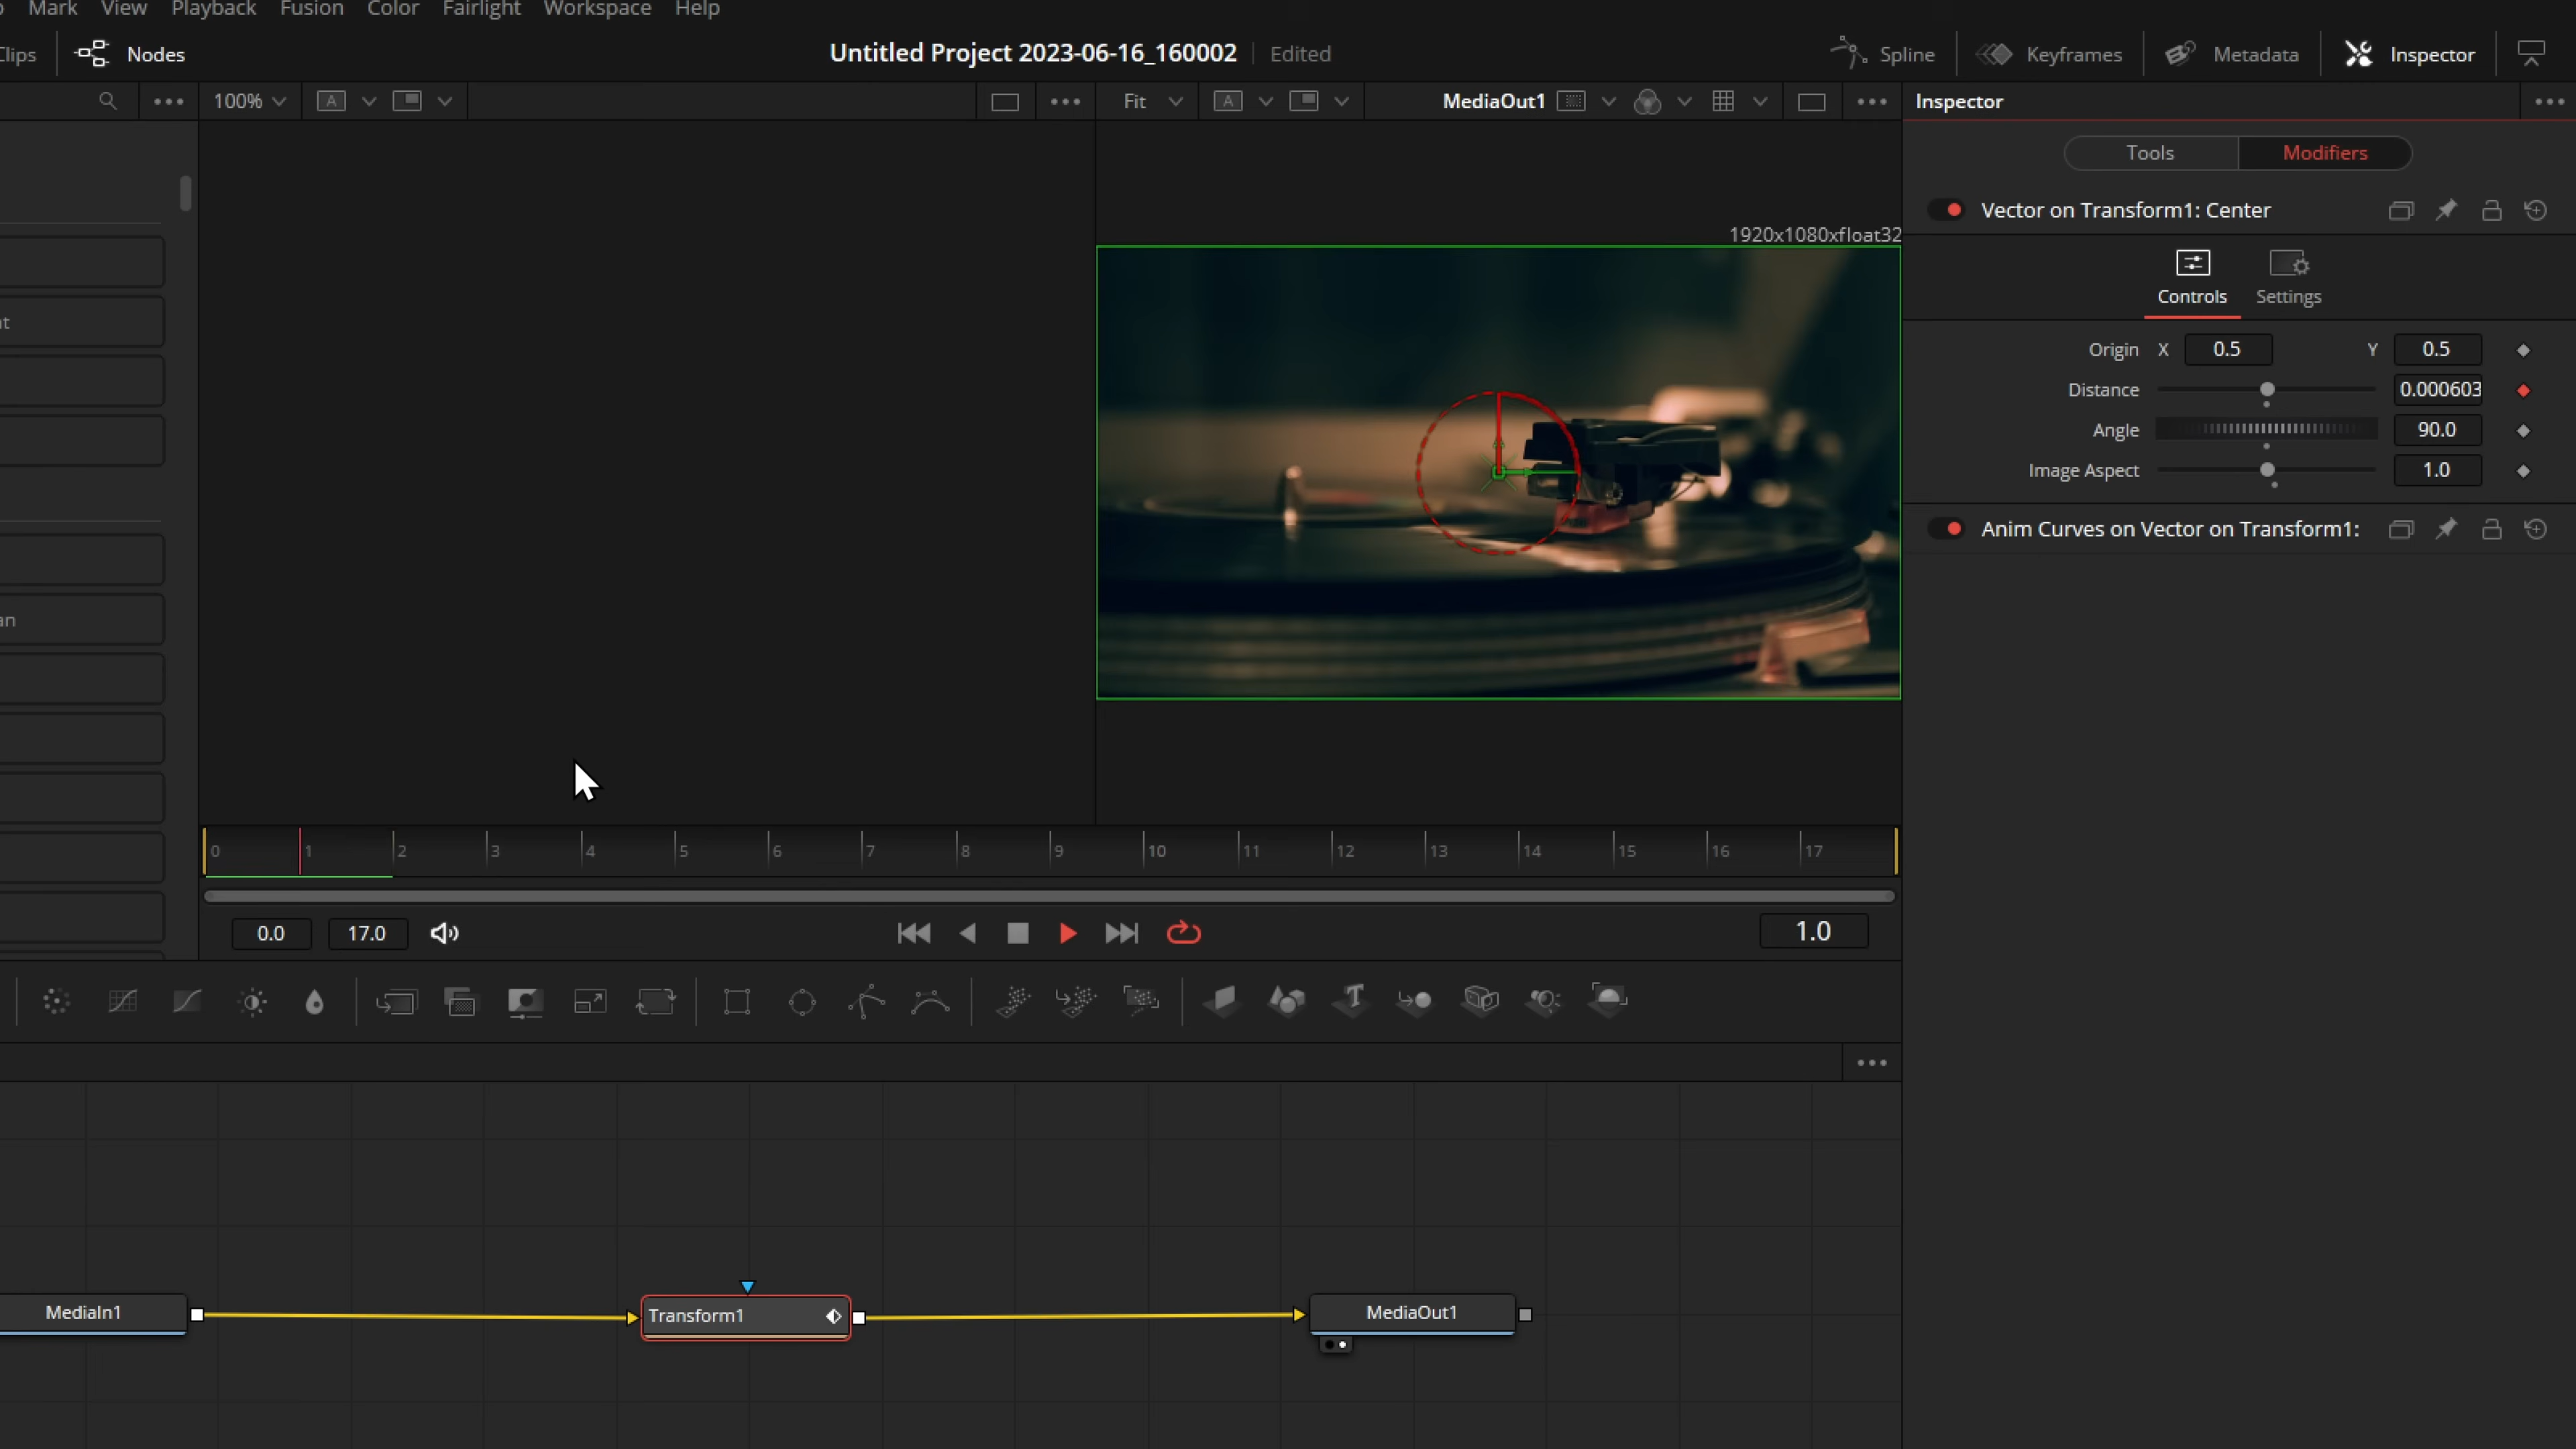 Mark View Playback Fusion Color Fairlight Workspace Help
Clips Nodes Untitled Project 2023-06-16_160002 Edited Spline Keyframes Metadata Inspector
100% A Fit A MediaOut1 Inspector
Tools Modifiers
Vector on Transform1: Center
1920x1080xfloat32
Controls Settings
Origin X 0.5 Y 0.5
Distance 0.000603
Angle 90.0
Image Aspect 1.0
Anim Curves on Vector on Transform1:
0 1 2 3 4 5 6 7 8 9 10 11 12 13 14 15 16 17
0.0 17.0 1.0
T
MediaIn1 Transform1 MediaOut1